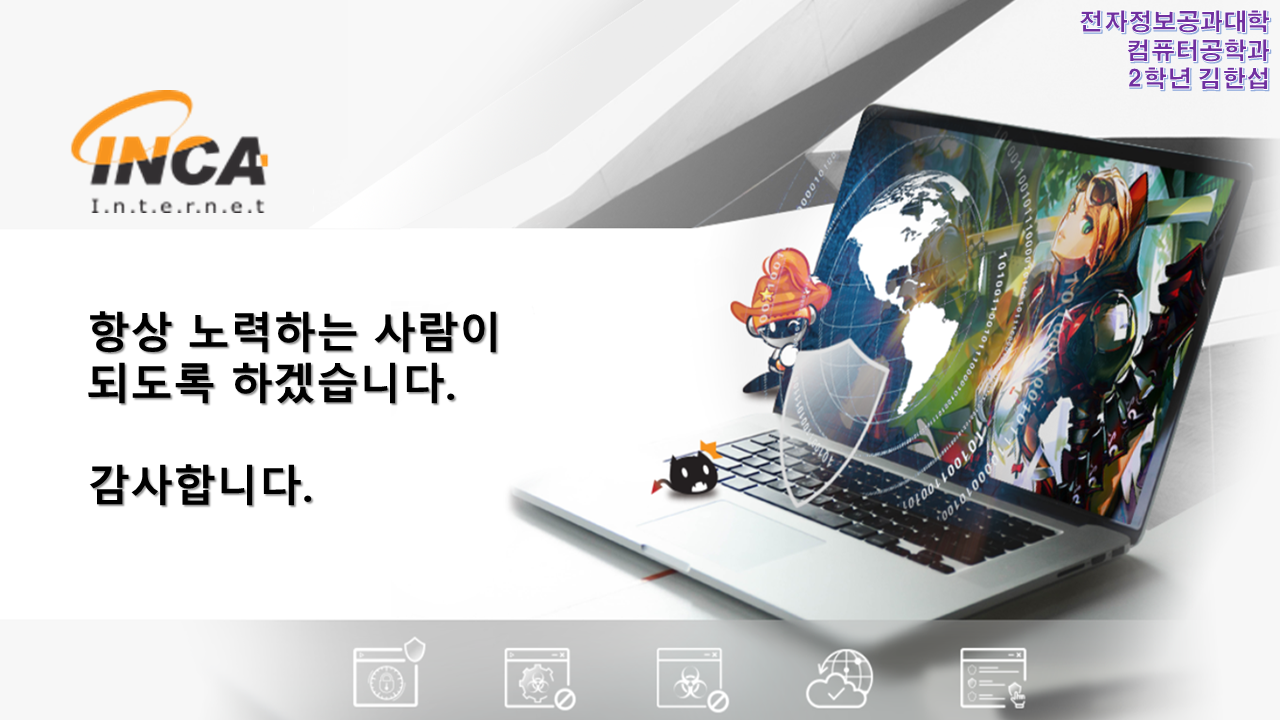 전자정보공과대학
컴퓨터공학과
2학년 김한섭
INCA
I.n.t.e.r.n.e.t
항상 노력하는 사람이
되도록 하겠습니다.
감사합니다.